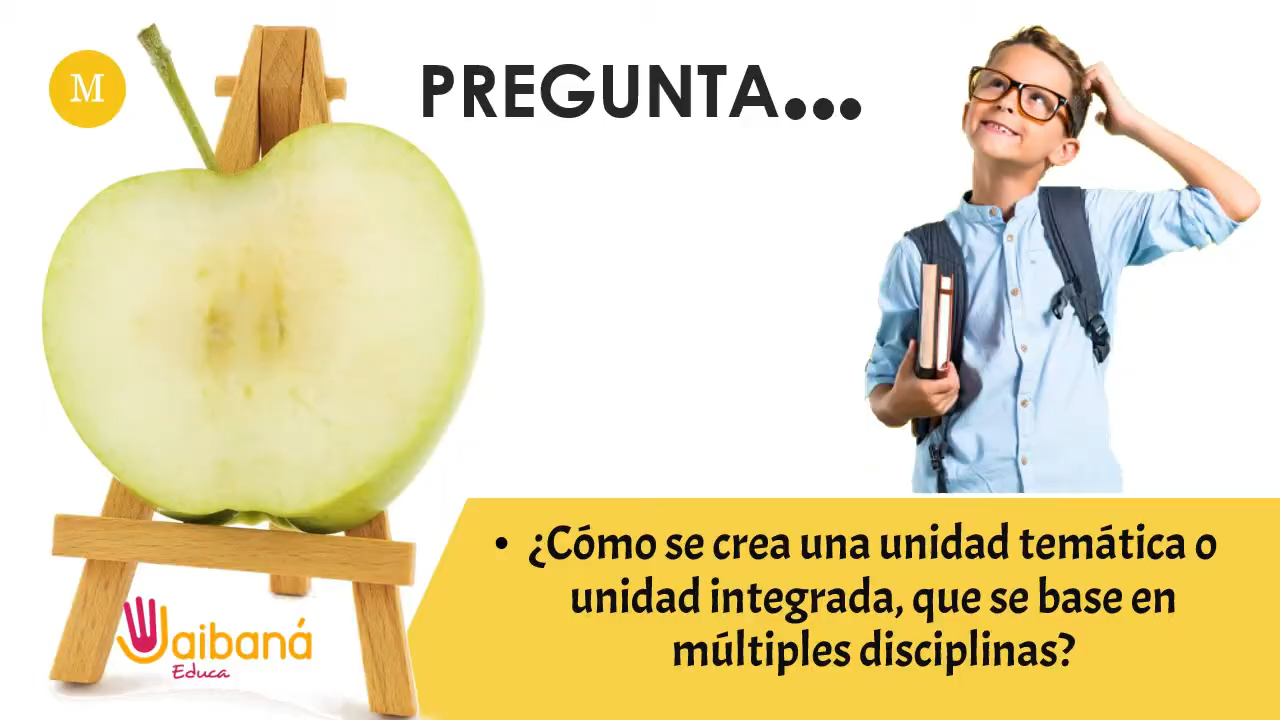 M
PREGUNTA...
• ¿Cómo se crea una unidad temática o
unidad integrada, que se base en
múltiples disciplinas?
Waibaná
Educa